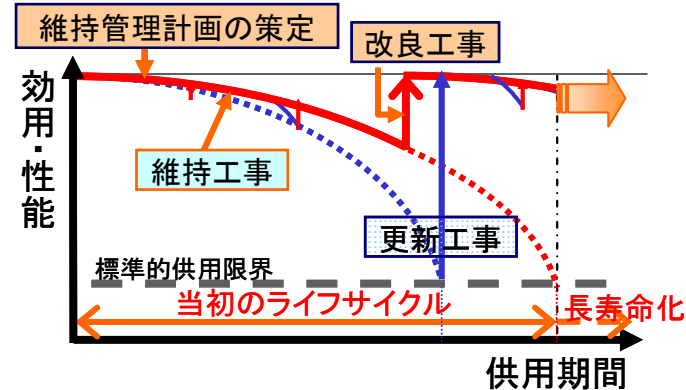 維持管理計画の策定
改良工事
効用・性能
維持工事
更新工事
標準的供用限界
当初のライフサイクル
長寿命化
供用期間